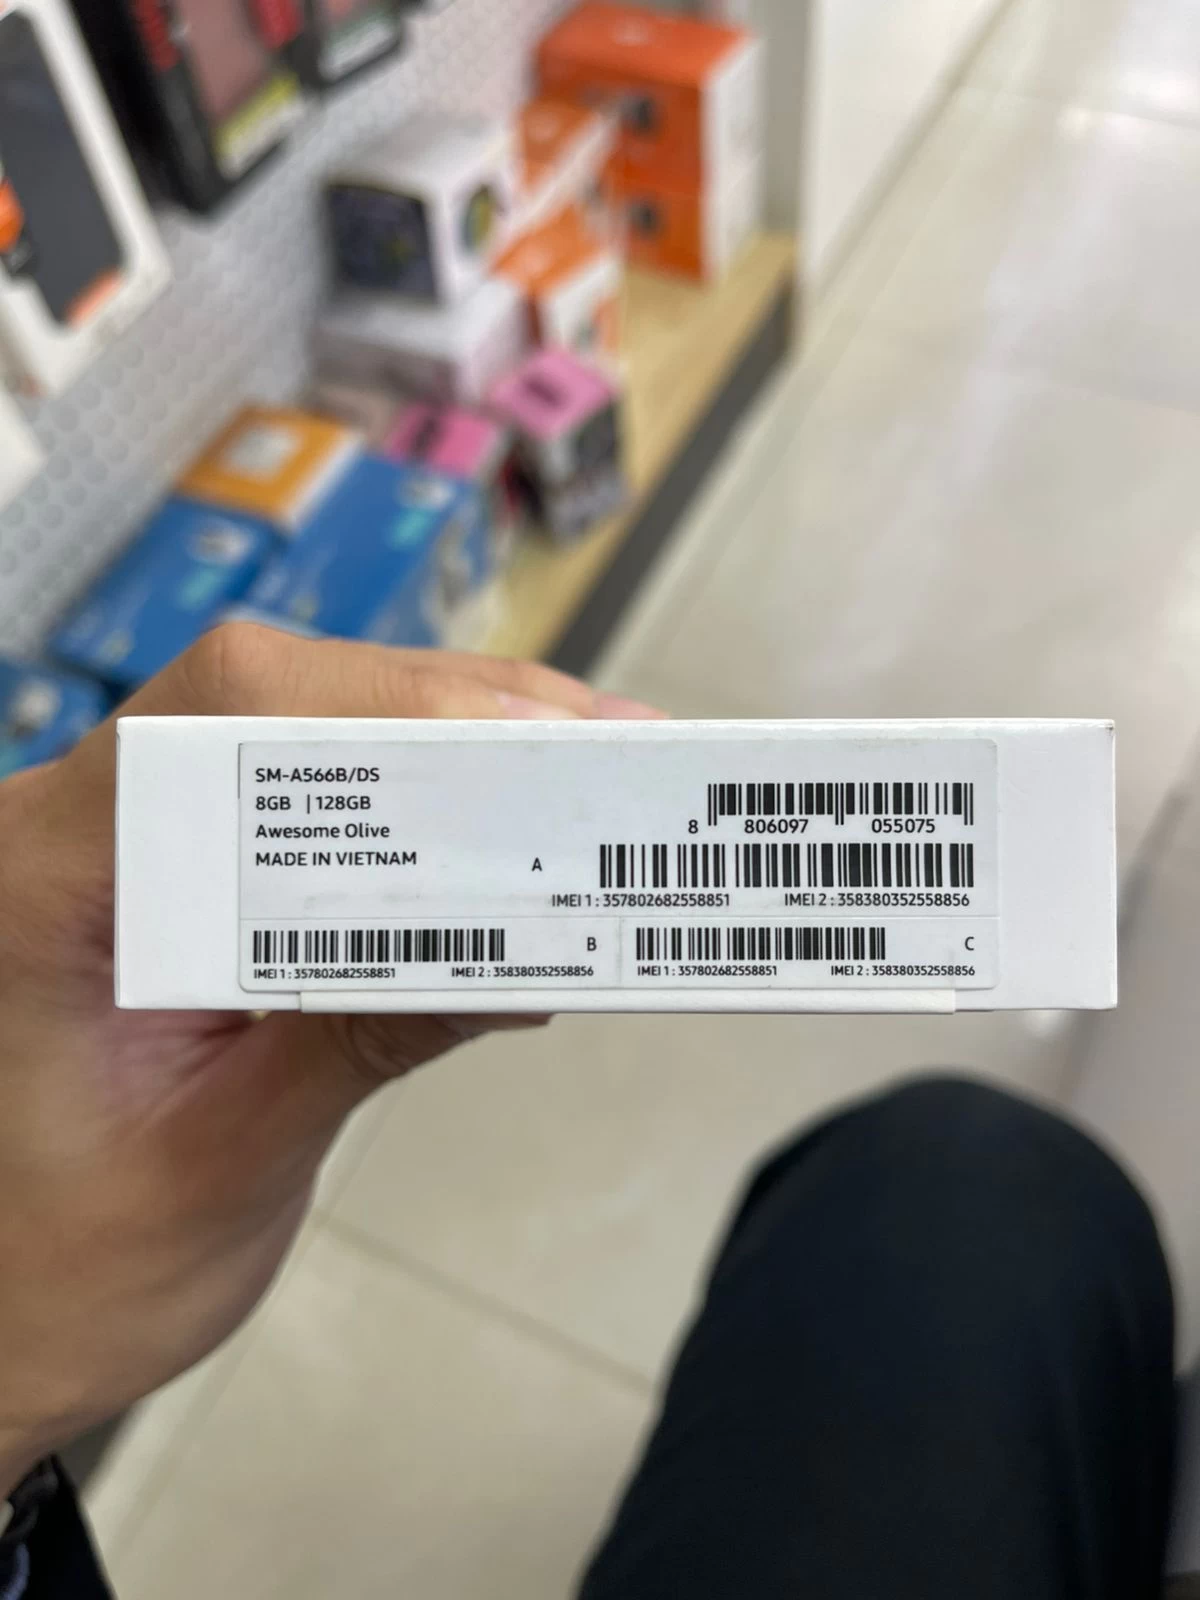 SM-A566B/DS
8GB | 128GB
Awesome Olive
MADE IN VIETNAM
8 806097 055075
A
IMEI 1 : 357802682558851 IMEI 2 : 358380352558856
B
IMEI 1 : 357802682558851 IMEI 2 : 358380352558856
C
IMEI 1 : 357802682558851 IMEI 2 : 358380352558856